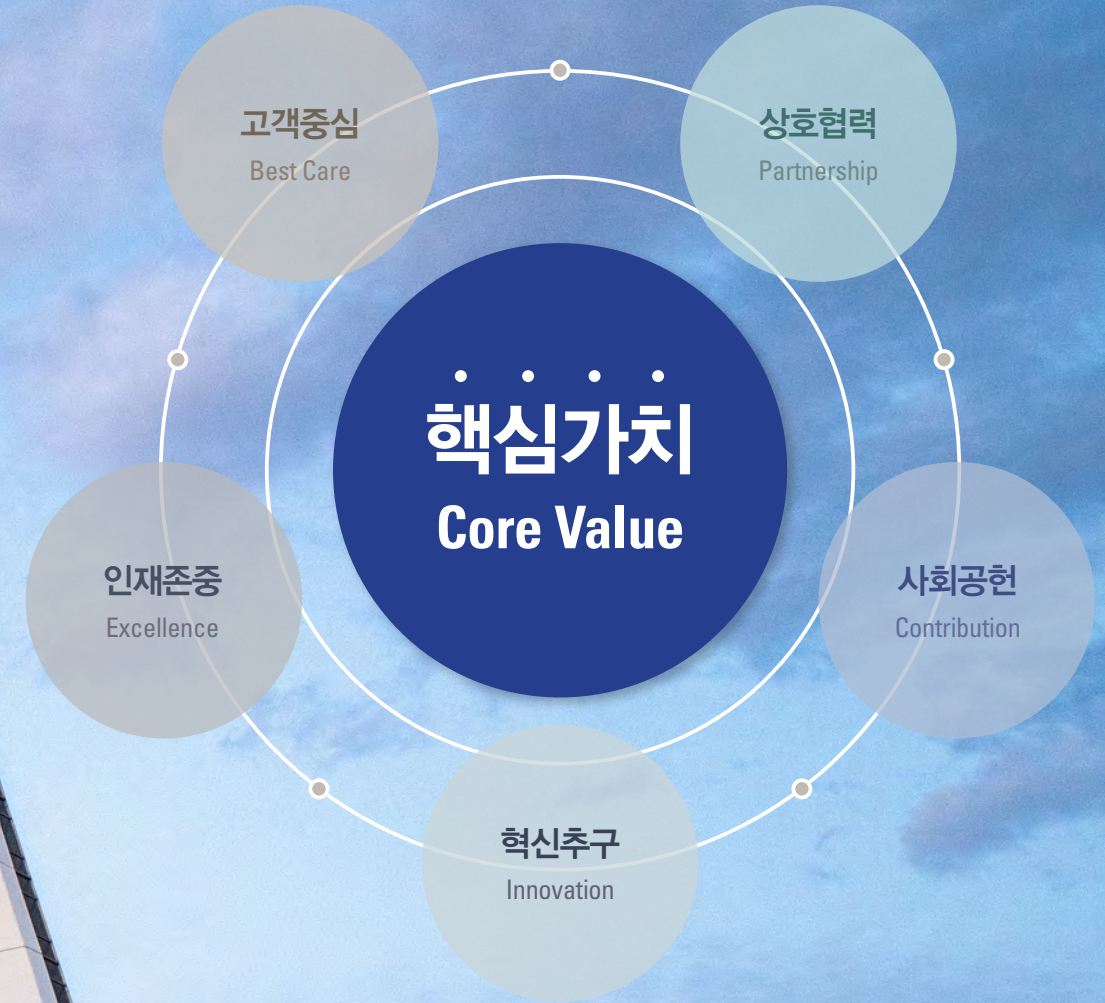 고객중심
Best Care
상호협력
Partnership
핵심가치
Core Value
인재존중
Excellence
사회공헌
Contribution
혁신추구
Innovation